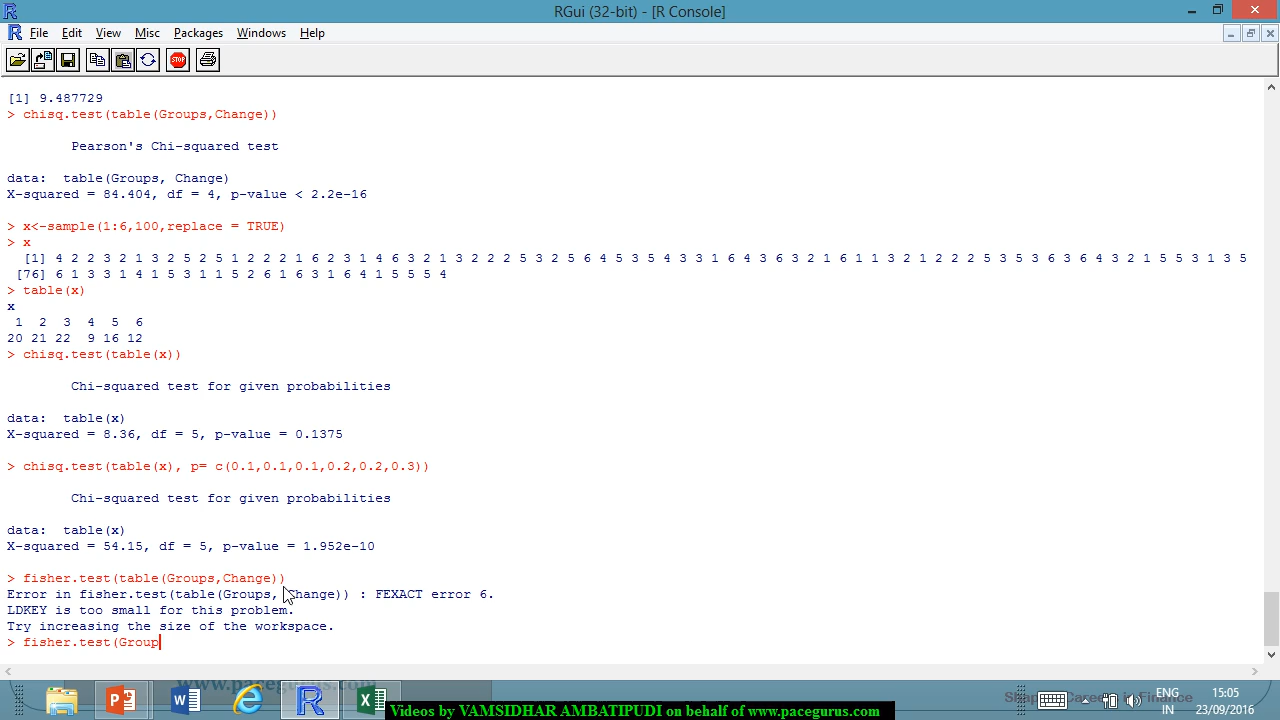 RGui (32-bit) - [R Console]
File Edit View Misc Packages Windows Help
STOP
[1] 9.487729
> chisq.test(table(Groups,Change))
Pearson's Chi-squared test
data: table(Groups, Change)
X-squared = 84.404, df = 4, p-value < 2.2e-16
> x<-sample(1:6,100,replace = TRUE)
> x
[1] 4 2 2 3 2 1 3 2 5 2 5 1 2 2 2 1 6 2 3 1 4 6 3 2 1 3 2 2 2 5 3 2 5 6 4 5 3 5 4 3 3 1 6 4 3 6 3 2 1 6 1 1 3 2 1 2 2 2 5 3 5 3 6 3 6 4 3 2 1 5 5 3 1 3 5
[76] 6 1 3 3 1 4 1 5 3 1 1 5 2 6 1 6 3 1 6 4 1 5 5 5 4
> table(x)
x
1 2 3 4 5 6
20 21 22 9 16 12
> chisq.test(table(x))
Chi-squared test for given probabilities
data: table(x)
X-squared = 8.36, df = 5, p-value = 0.1375
> chisq.test(table(x), p= c(0.1,0.1,0.1,0.2,0.2,0.3))
Chi-squared test for given probabilities
data: table(x)
X-squared = 54.15, df = 5, p-value = 1.952e-10
> fisher.test(table(Groups,Change))
Error in fisher.test(table(Groups, Change)) : FEXACT error 6.
LDKEY is too small for this problem.
Try increasing the size of the workspace.
> fisher.test(Group
www.pacegurus.com
in Finance
ENG
IN
15:05
23/09/2016
Videos by VAMSIDHAR AMBATIPUDI on behalf of www.pacegurus.com